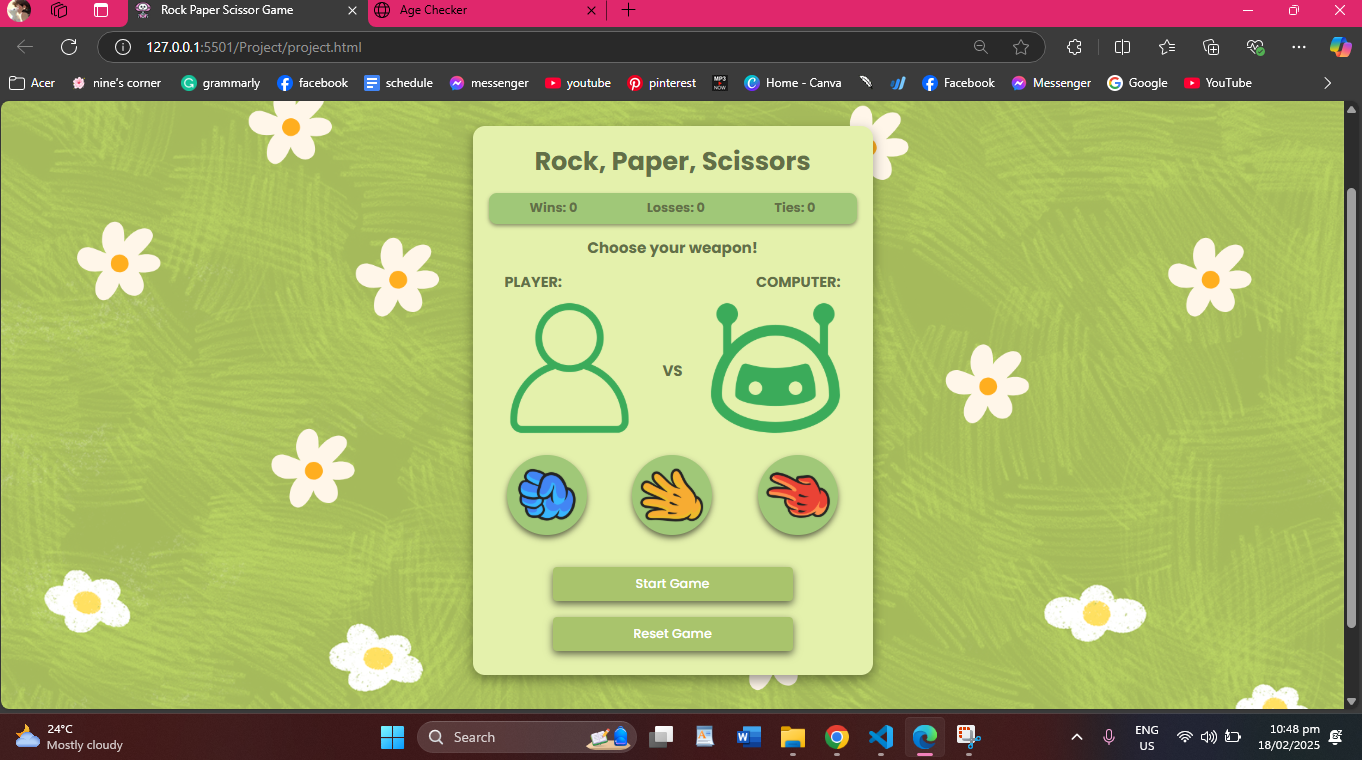 Rock Paper Scissor Game
Age Checker
127.0.0.1:5501/Project/project.html
Acer
nine's corner
grammarly
facebook
schedule
messenger
youtube
pinterest
MP3
NOW
Home - Canva
Facebook
Messenger
Google
YouTube
Rock, Paper, Scissors
Wins: 0
Losses: 0
Ties: 0
Choose your weapon!
PLAYER:
COMPUTER:
VS
Start Game
Reset Game
24°C
Mostly cloudy
Search
ENG
US
10:48 pm
18/02/2025